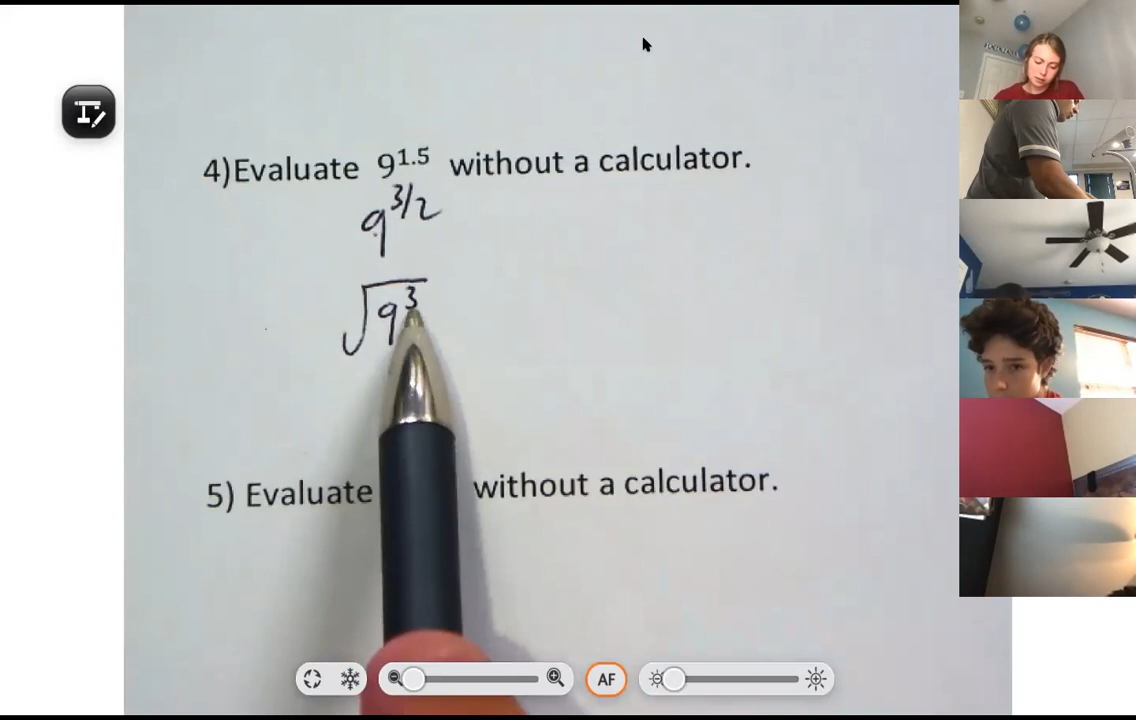 4)Evaluate 9^1.5 without a calculator.
9^3/2
√9^3
5) Evaluate without a calculator.
AF